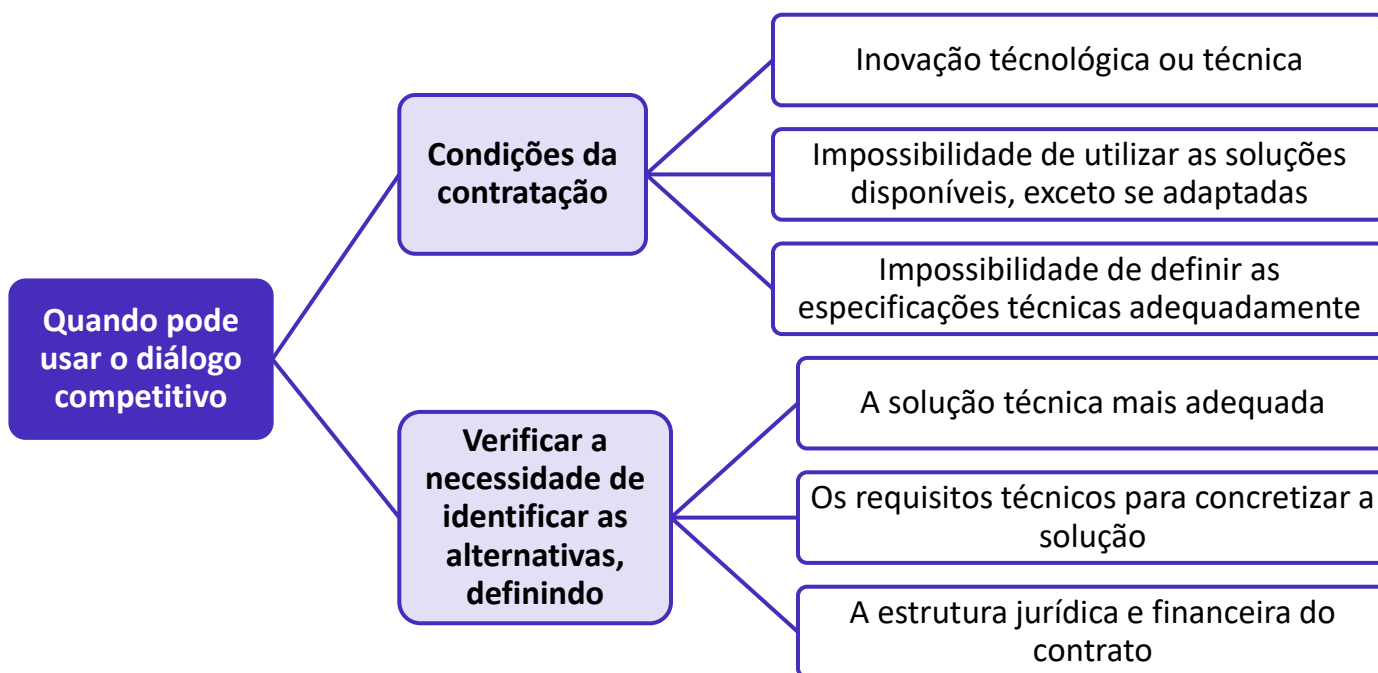 Quando pode
usar o diálogo
competitivo
Condições da
contratação
Inovação técnológica ou técnica
Impossibilidade de utilizar as soluções
disponíveis, exceto se adaptadas
Impossibilidade de definir as
especificações técnicas adequadamente
Verificar a
necessidade de
identificar as
alternativas,
definindo
A solução técnica mais adequada
Os requisitos técnicos para concretizar a
solução
A estrutura jurídica e financeira do
contrato